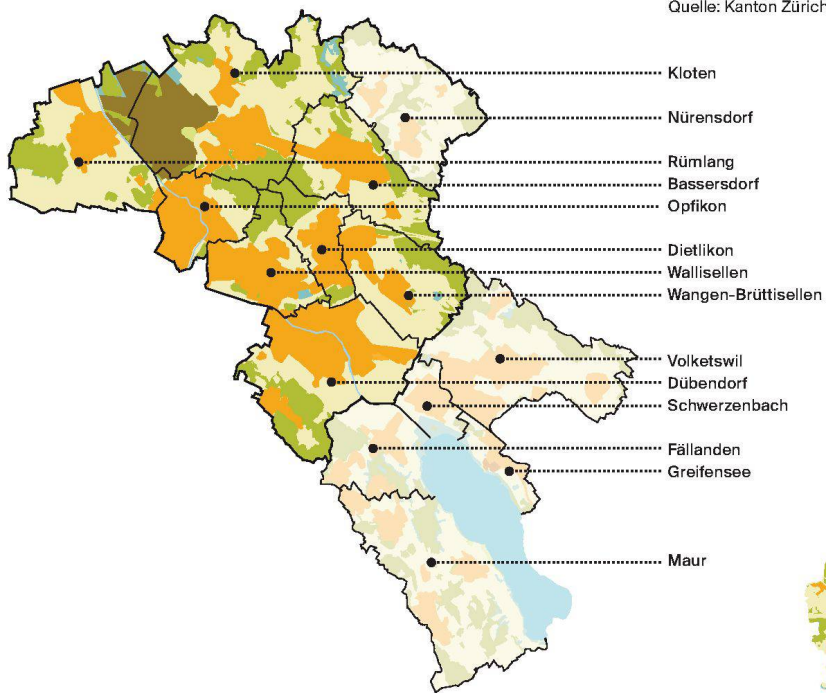 Quelle: Kanton Zürich
Kloten
Nürensdorf
Rümlang
Bassersdorf
Opfikon
Dietlikon
Wallisellen
Wangen-Brüttisellen
Volketswil
Dübendorf
Schwerzenbach
Fällanden
Greifensee
Maur